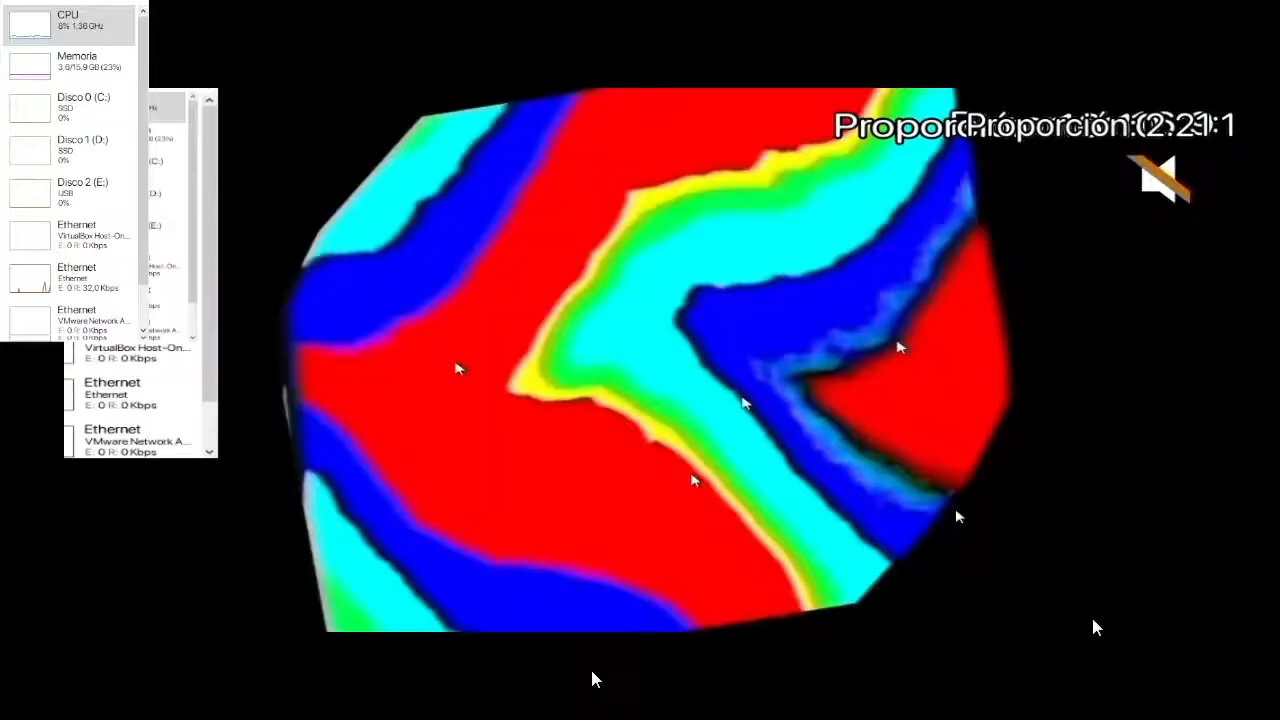 CPU
8% 1,36 GHz
Memoria
3,6/15,9 GB (23%)
Disco 0 (C:)
SSD
0%
Disco 1 (D:)
SSD
0%
Disco 2 (E:)
USB
0%
Ethernet
VirtualBox Host-On...
E: 0 R: 0 Kbps
Ethernet
Ethernet
E: 0 R: 32,0 Kbps
Ethernet
VMware Network A...
E: 0 R: 0 Kbps
VirtualBox Host-On...
E: 0 R: 0 Kbps
Ethernet
Ethernet
E: 0 R: 0 Kbps
Ethernet
VMware Network A...
E: 0 R: 0 Kbps
Proporción